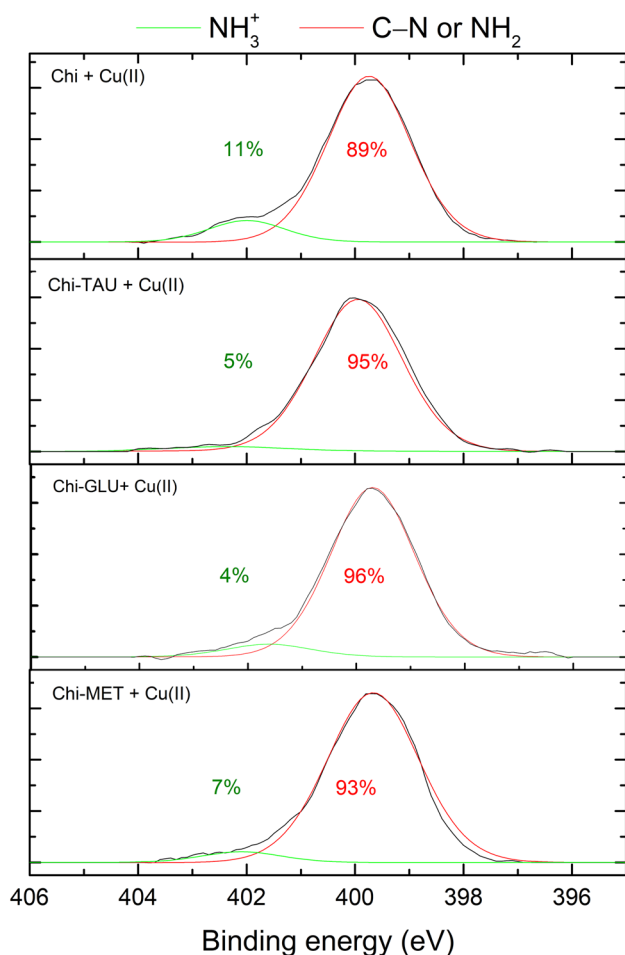 NH₃⁺ C–N or NH₂
Chi + Cu(II)
11% 89%
Chi-TAU + Cu(II)
5% 95%
Chi-GLU+ Cu(II)
4% 96%
Chi-MET + Cu(II)
7% 93%
406 404 402 400 398 396
Binding energy (eV)